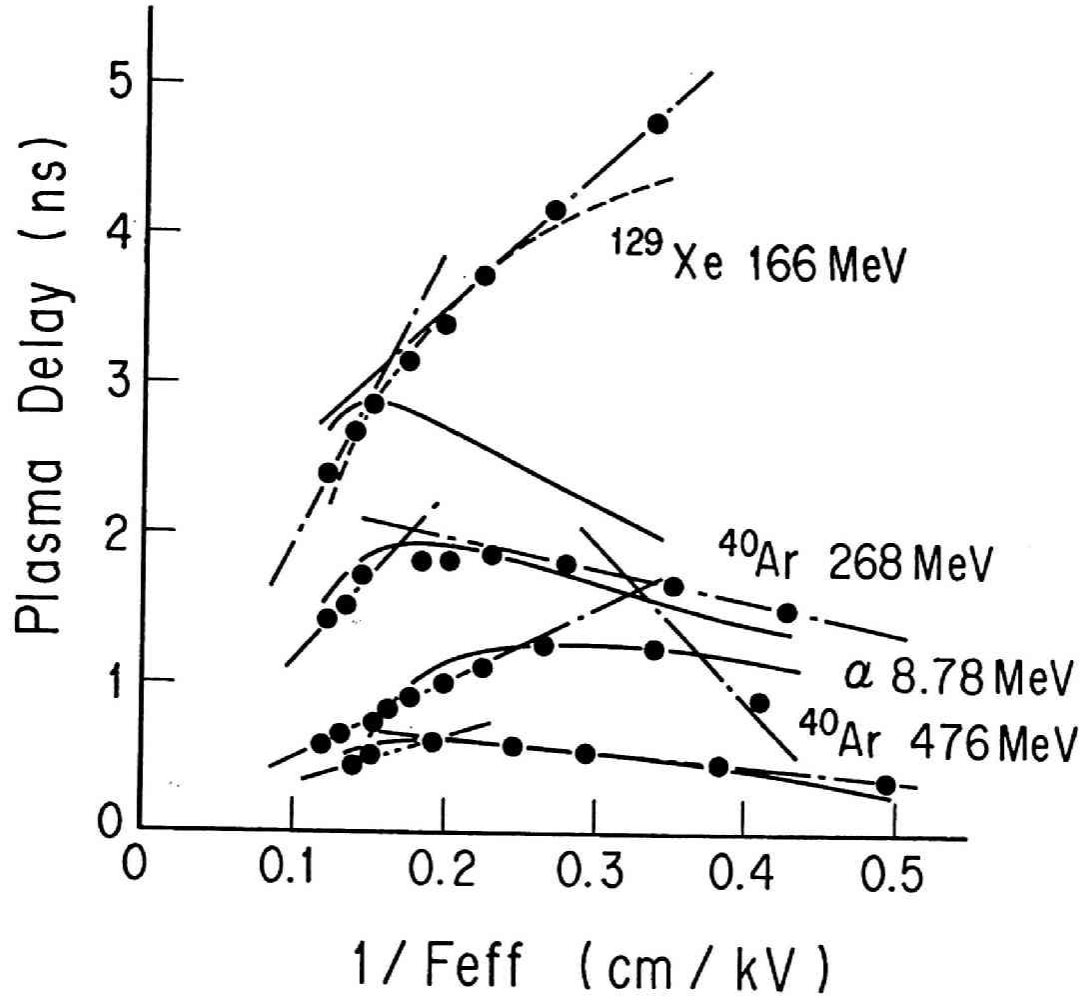 Plasma Delay (ns)
5
4
3
2
1
0
¹²⁹Xe 166 MeV
⁴⁰Ar 268 MeV
α 8.78 MeV
⁴⁰Ar 476 MeV
0 0.1 0.2 0.3 0.4 0.5
1/Feff (cm/kV)